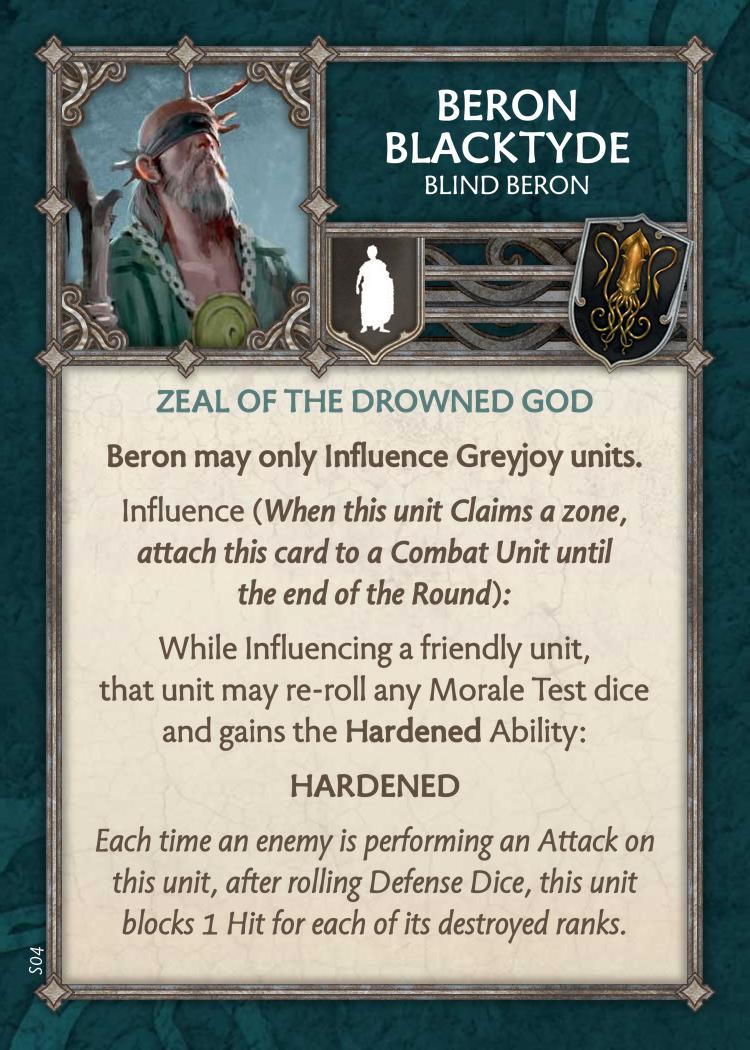 BERON
BLACKTYDE
BLIND BERON
ZEAL OF THE DROWNED GOD
Beron may only Influence Greyjoy units.
Influence (When this unit Claims a zone,
attach this card to a Combat Unit until
the end of the Round):
While Influencing a friendly unit,
that unit may re-roll any Morale Test dice
and gains the Hardened Ability:
HARDENED
Each time an enemy is performing an Attack on
this unit, after rolling Defense Dice, this unit
blocks 1 Hit for each of its destroyed ranks.
S04